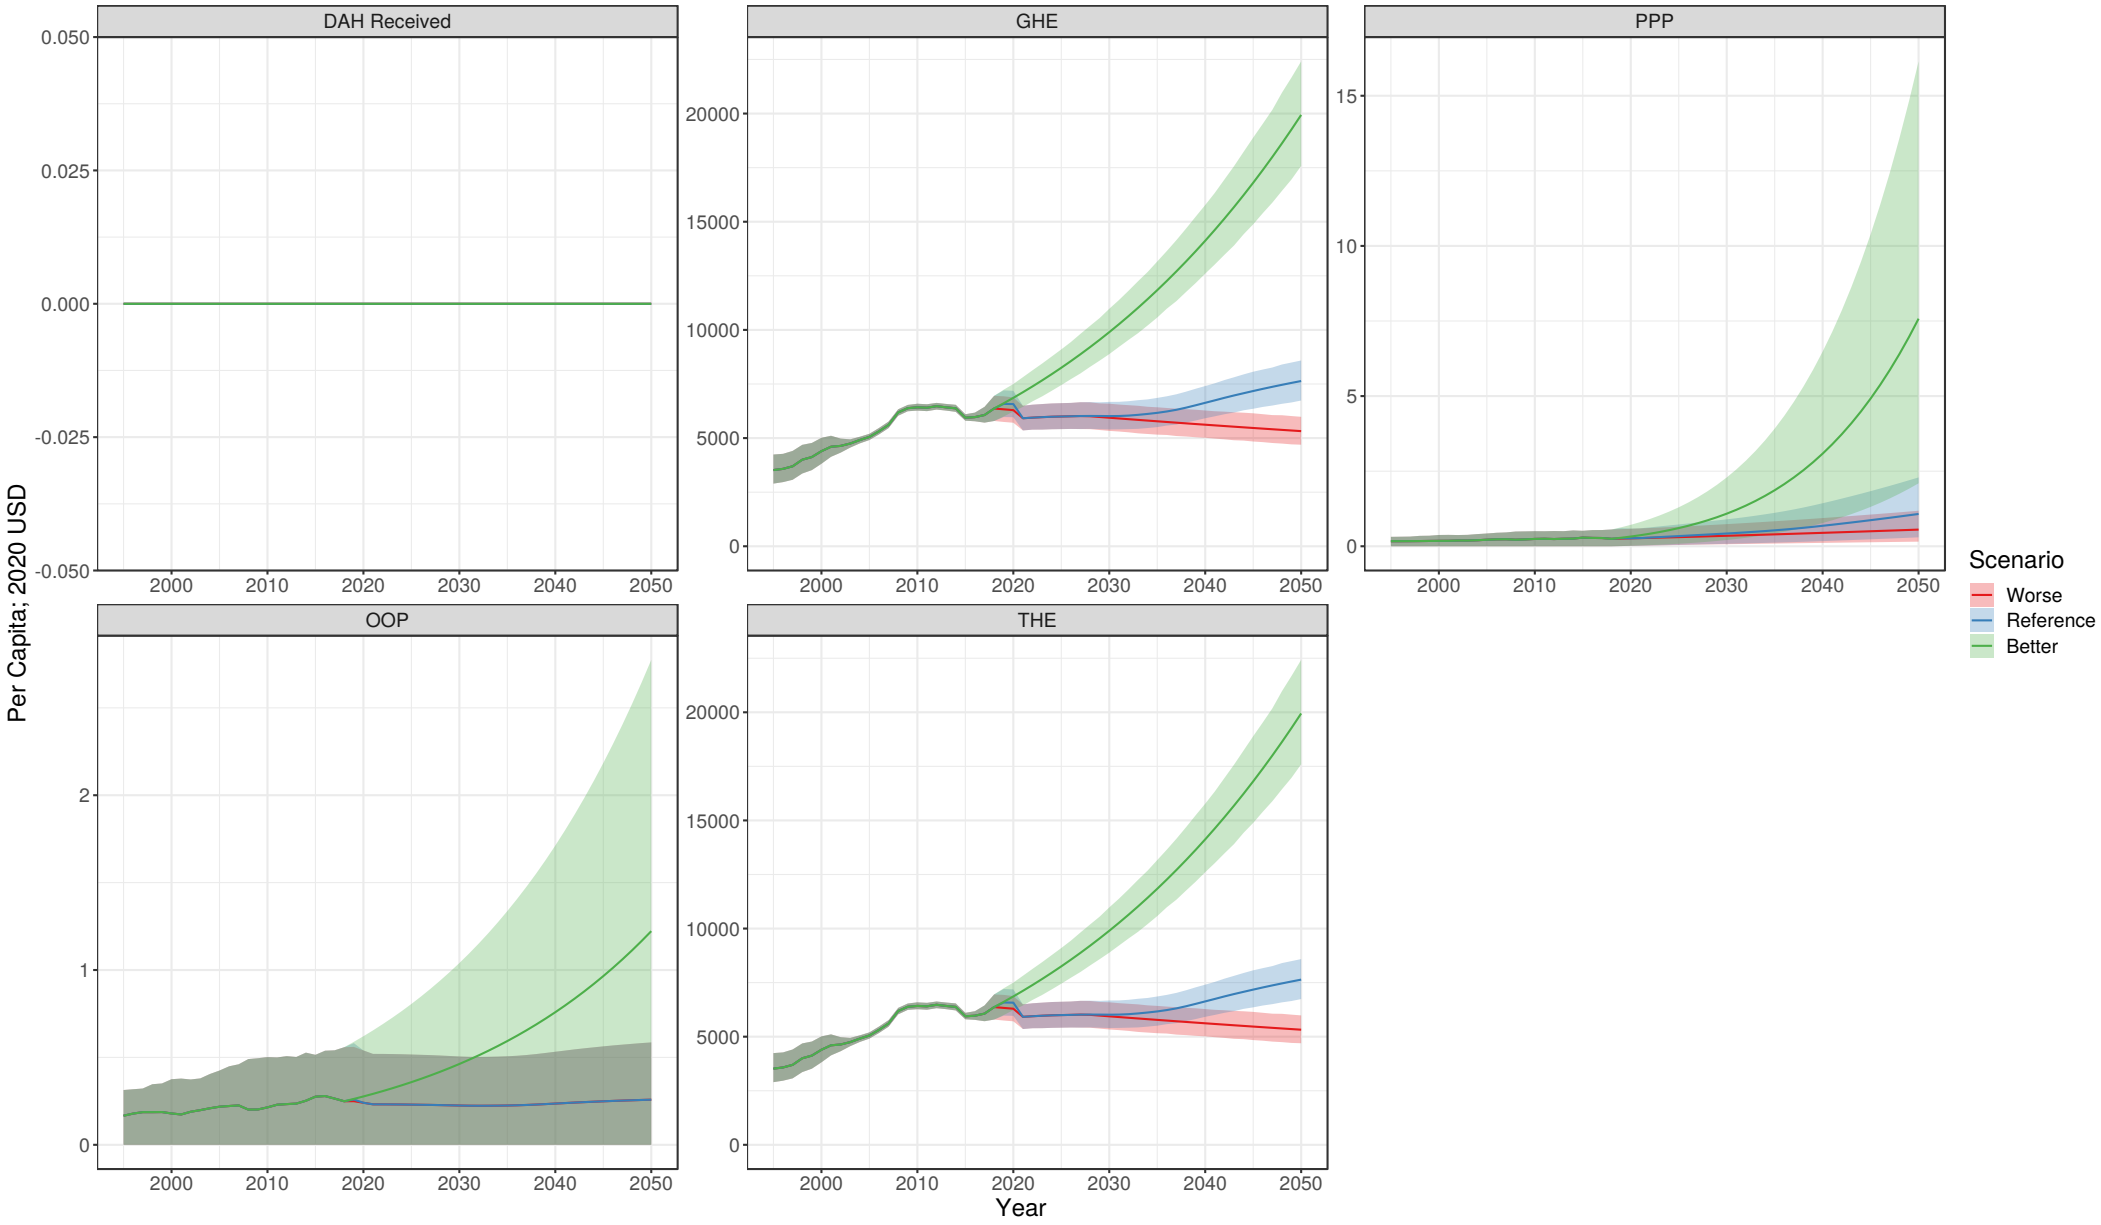 DAH Received
GHE
PPP
0.050
0.025
0.000
-0.025
-0.050
20000
15000
10000
5000
0
15
10
5
0
2000 2010 2020 2030 2040 2050
2000 2010 2020 2030 2040 2050
2000 2010 2020 2030 2040 2050
OOP
THE
2
1
0
20000
15000
10000
5000
0
2000 2010 2020 2030 2040 2050
2000 2010 2020 2030 2040 2050
Per Capita; 2020 USD
Year
Scenario
Worse
Reference
Better